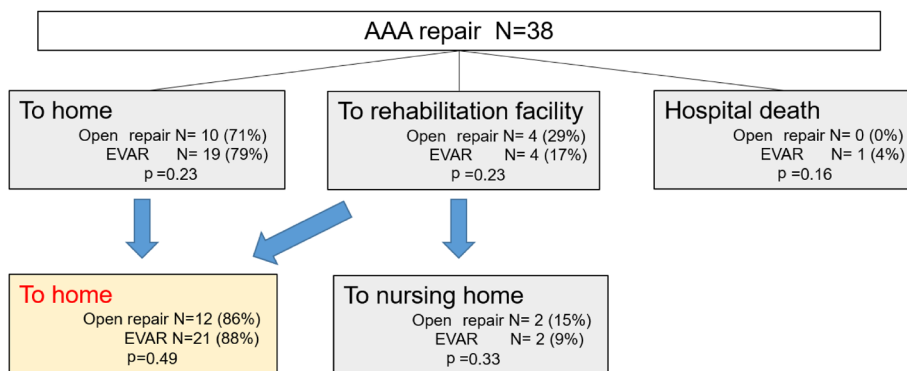 AAA repair N=38
To home
Open repair N= 10 (71%)
EVAR N= 19 (79%)
p=0.23
To rehabilitation facility
Open repair N= 4 (29%)
EVAR N= 4 (17%)
p=0.23
Hospital death
Open repair N= 0 (0%)
EVAR N= 1 (4%)
p=0.16
To home
Open repair N=12 (86%)
EVAR N=21 (88%)
p=0.49
To nursing home
Open repair N= 2 (15%)
EVAR N= 2 (9%)
p=0.33